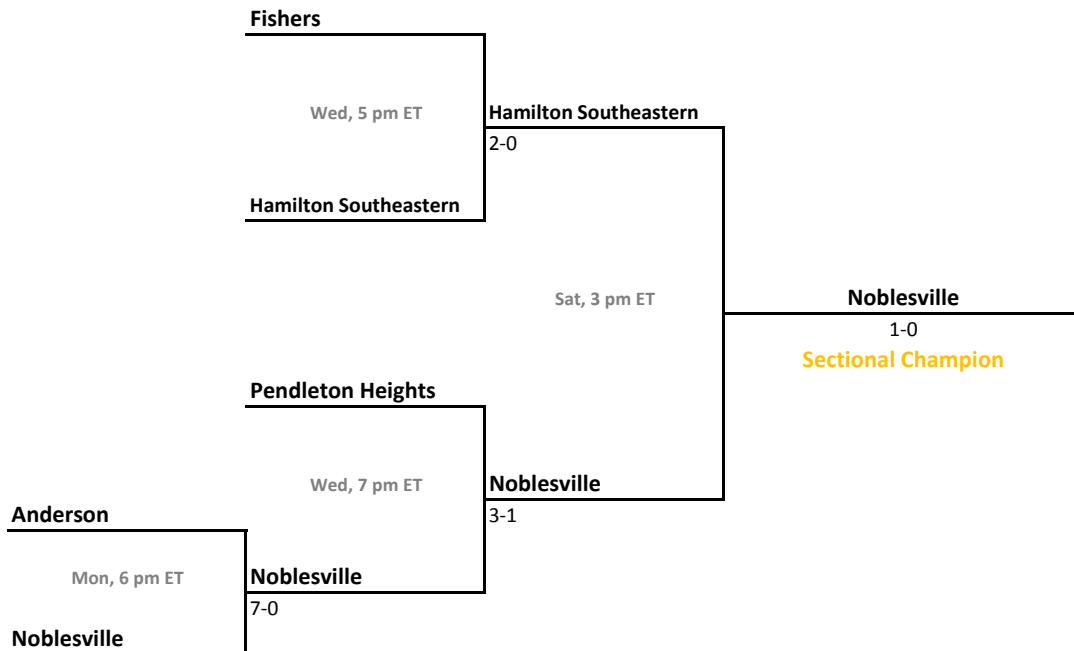 Fishers
Wed, 5 pm ET
Hamilton Southeastern
2-0
Hamilton Southeastern
Sat, 3 pm ET
Noblesville
1-0
Sectional Champion
Pendleton Heights
Wed, 7 pm ET
Noblesville
3-1
Anderson
Mon, 6 pm ET
Noblesville
7-0
Noblesville